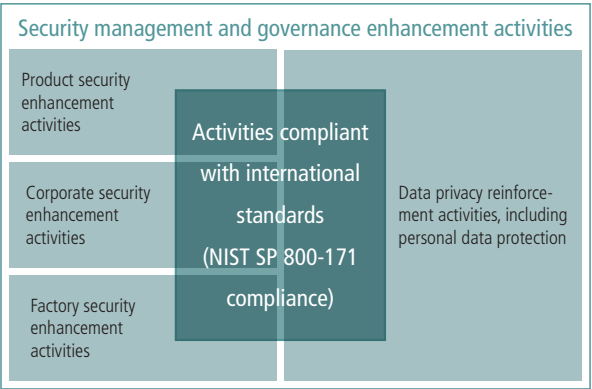 Security management and governance enhancement activities
Product security
enhancement
activities
Corporate security
enhancement
activities
Factory security
enhancement
activities
Activities compliant
with international
standards
(NIST SP 800-171
compliance)
Data privacy reinforce-
ment activities, including
personal data protection